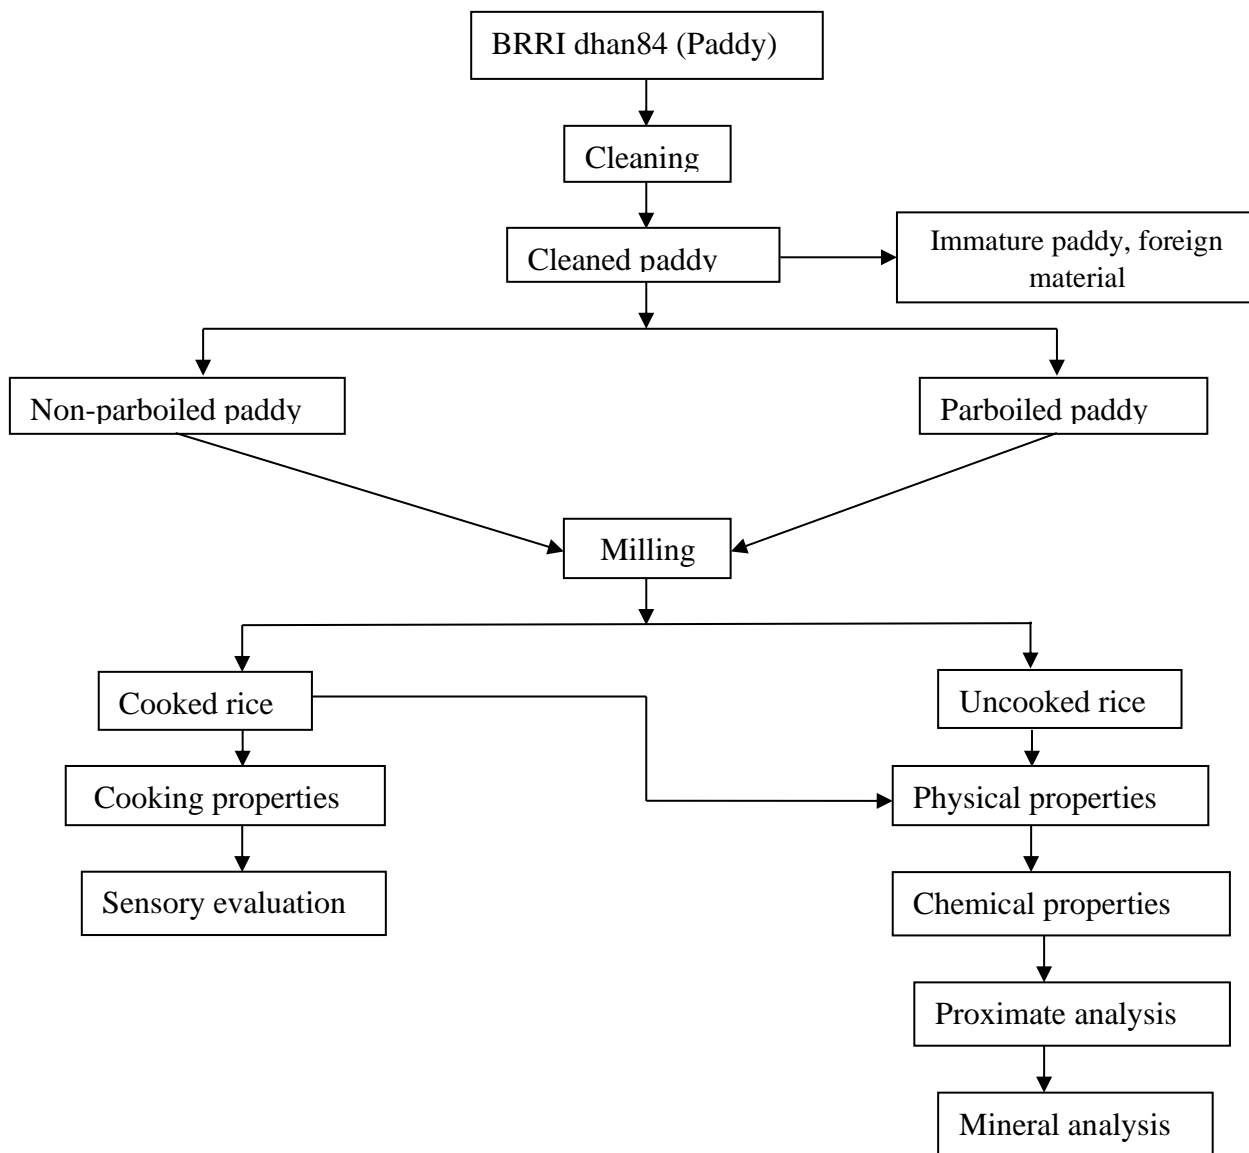 BRRI dhan84 (Paddy)
Cleaning
Cleaned paddy
Immature paddy, foreign
material
Non-parboiled paddy
Parboiled paddy
Milling
Cooked rice
Uncooked rice
Cooking properties
Physical properties
Sensory evaluation
Chemical properties
Proximate analysis
Mineral analysis